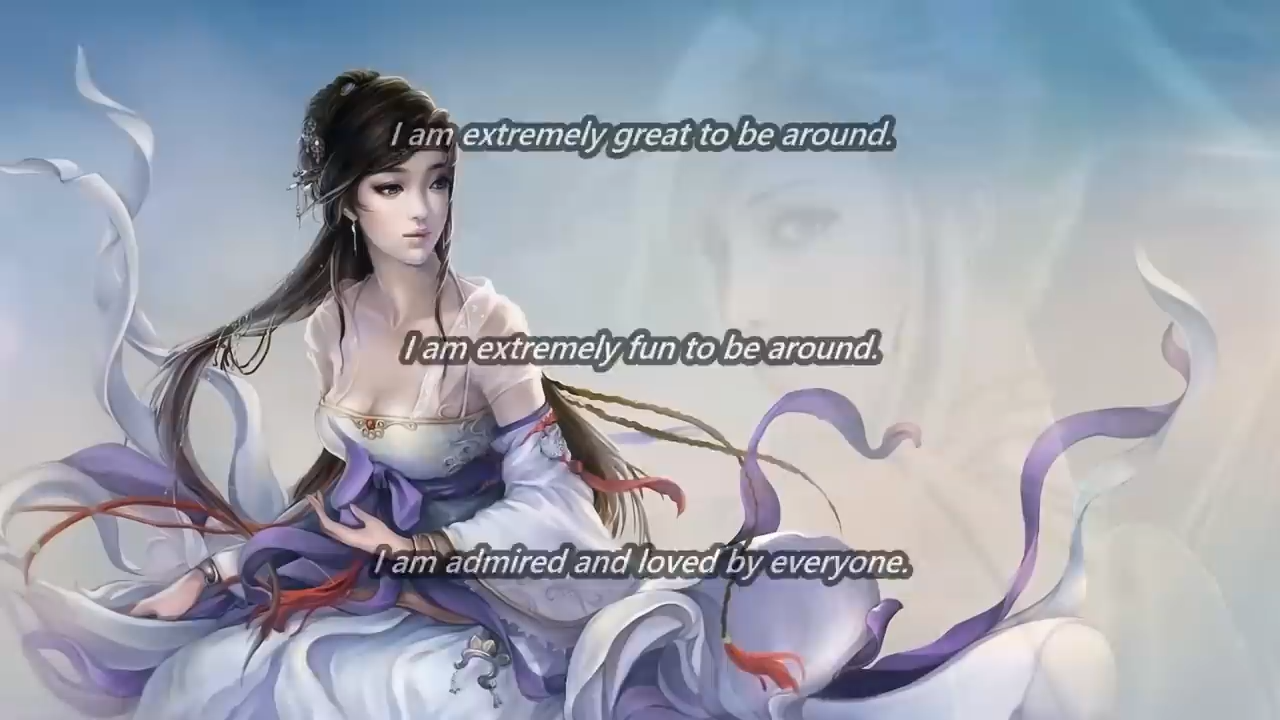 I am extremely great to be around.
I am extremely fun to be around.
I am admired and loved by everyone.